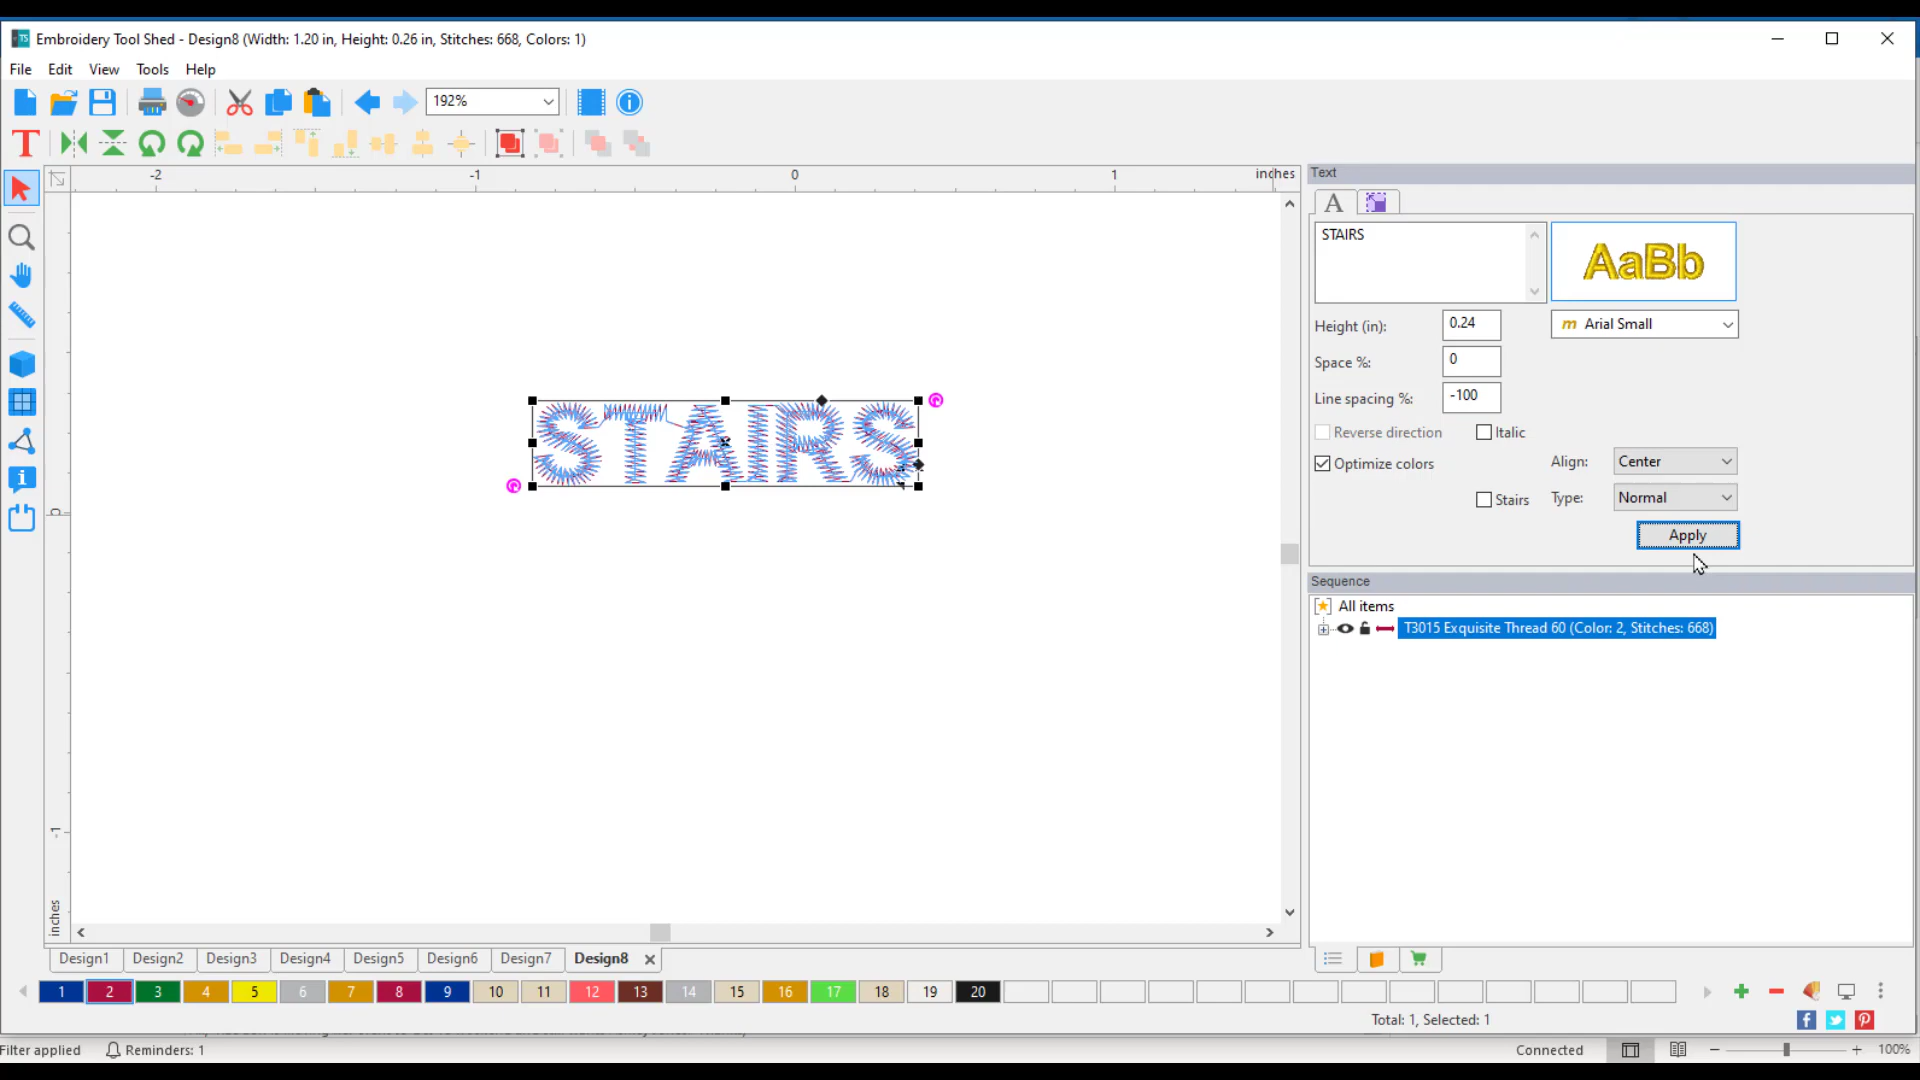 Embroidery Tool Shed - Design8 (Width: 1.20 in, Height: 0.26 in, Stitches: 668, Colors: 1)
File Edit View Tools Help
192%
-2 -1 0 1 inches
Text
STAIRS
AaBb
Height (in): 0.24
m Arial Small
Space %: 0
Line spacing %: -100
Reverse direction
Italic
Optimize colors
Align: Center
Stairs
Type: Normal
Apply
STAIRS
0
-1
inches
Sequence
All items
T3015 Exquisite Thread 60 (Color: 2, Stitches: 668)
Design1 Design2 Design3 Design4 Design5 Design6 Design7 Design8
1 2 3 4 5 6 7 8 9 10 11 12 13 14 15 16 17 18 19 20
Total: 1, Selected: 1
Filter applied
Reminders: 1
Connected
100%